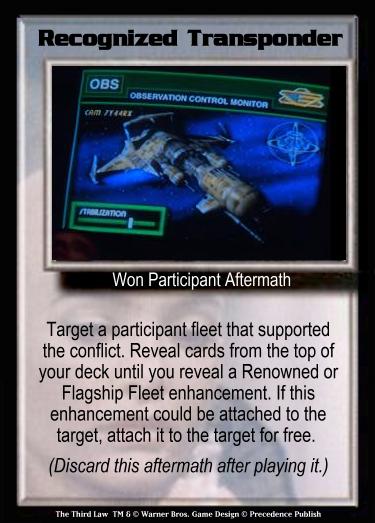 Recognized Transponder
OBS
OBSERVATION CONTROL MONITOR
CAM 7Y44RX
STABILIZATION
Won Participant Aftermath
Target a participant fleet that supported
the conflict. Reveal cards from the top of
your deck until you reveal a Renowned or
Flagship Fleet enhancement. If this
enhancement could be attached to the
target, attach it to the target for free.
(Discard this aftermath after playing it.)
The Third Law TM & © Warner Bros. Game Design © Precedence Publish